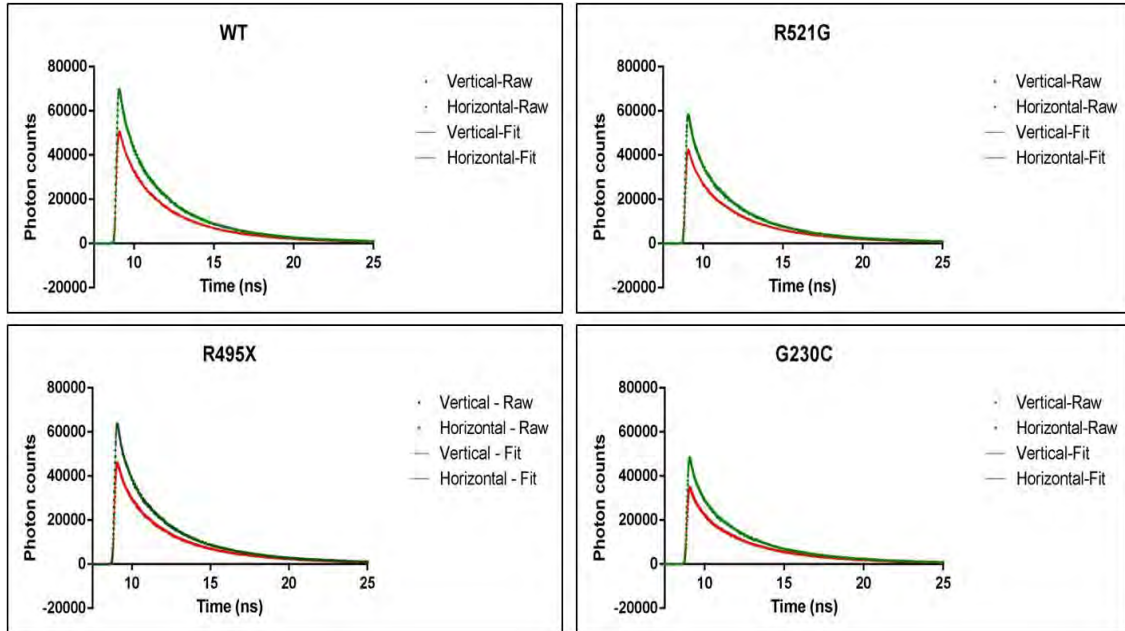 WT
80000
60000
40000
20000
0
-20000
Photon counts
10 15 20 25
Time (ns)
Vertical-Raw
Horizontal-Raw
Vertical-Fit
Horizontal-Fit
R521G
80000
60000
40000
20000
0
-20000
Photon counts
10 15 20 25
Time (ns)
Vertical-Raw
Horizontal-Raw
Vertical-Fit
Horizontal-Fit
R495X
80000
60000
40000
20000
0
-20000
Photon counts
10 15 20 25
Time (ns)
Vertical - Raw
Horizontal - Raw
Vertical - Fit
Horizontal - Fit
G230C
80000
60000
40000
20000
0
-20000
Photon counts
10 15 20 25
Time (ns)
Vertical-Raw
Horizontal-Raw
Vertical-Fit
Horizontal-Fit